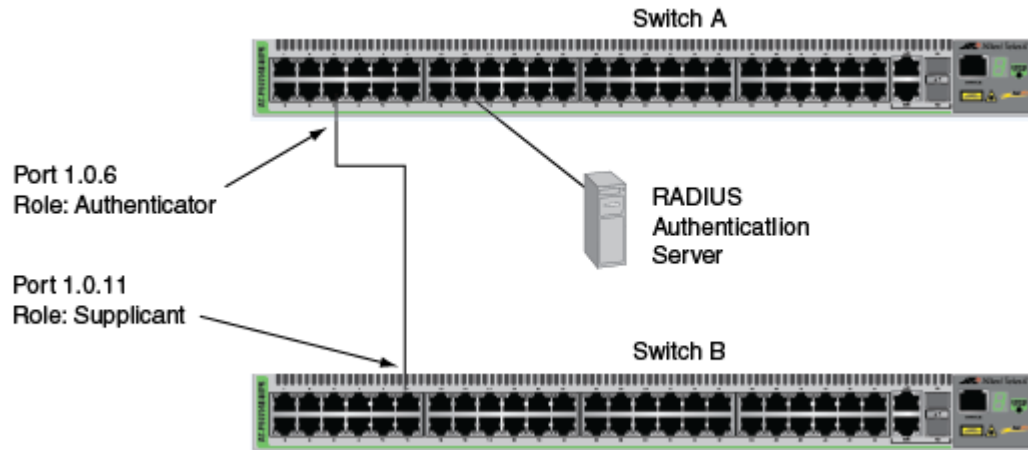 Switch A
Port 1.0.6
Role: Authenticator
RADIUS
Authenticatlion
Server
Port 1.0.11
Role: Supplicant
Switch B